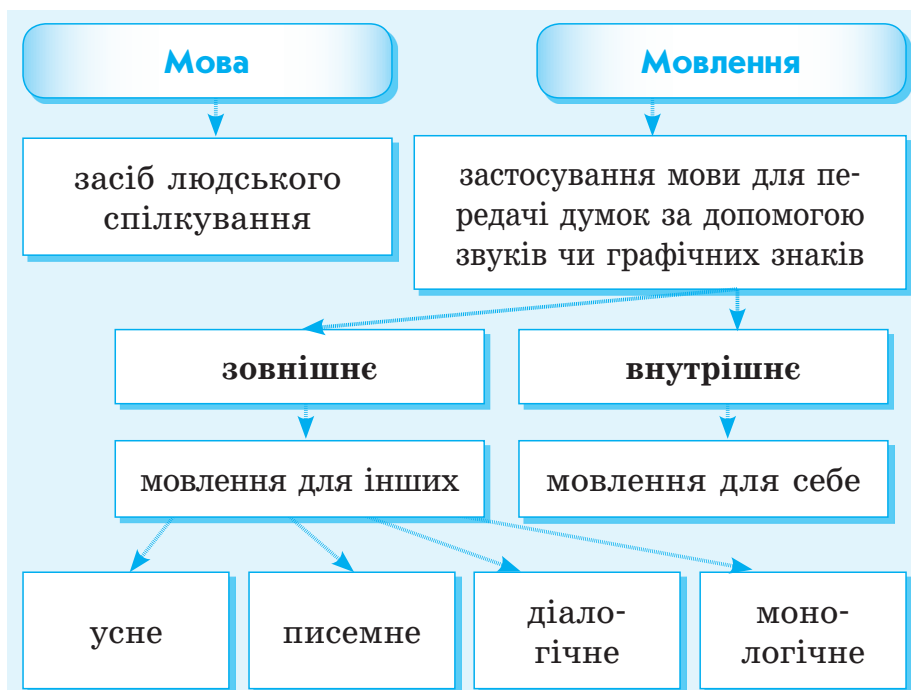 Мова
Мовлення
засіб людського
спілкування
застосування мови для пе-
редачі думок за допомогою
звуків чи графічних знаків
зовнішнє
внутрішнє
мовлення для інших
мовлення для себе
усне
писемне
діало-
гічне
моно-
логічне